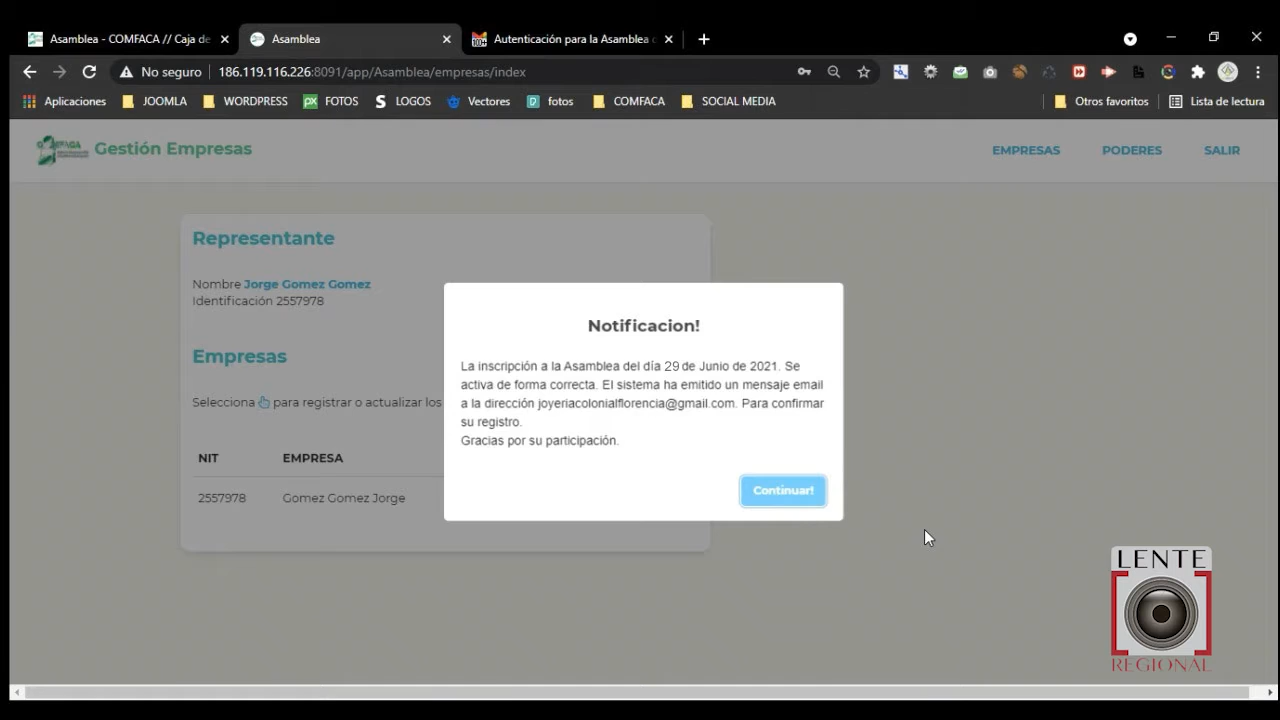 Asamblea - COMFACA // Caja de
Asamblea
100+
Autenticación para la Asamblea
No seguro
186.119.116.226:8091/app/Asamblea/empresas/index
Aplicaciones
JOOMLA
WORDPRESS
px
FOTOS
S
LOGOS
Vectores
D
fotos
COMFACA
SOCIAL MEDIA
Otros favoritos
Lista de lectura
Gestión Empresas
EMPRESAS
PODERES
SALIR
Representante
Nombre Jorge Gomez Gomez
Identificación 2557978
Empresas
Selecciona para registrar o actualizar los
NIT
EMPRESA
2557978
Gomez Gomez Jorge
Notificacion!
La inscripción a la Asamblea del día 29 de Junio de 2021. Se
activa de forma correcta. El sistema ha emitido un mensaje email
a la dirección joyeriacolonialflorencia@gmail.com. Para confirmar
su registro.
Gracias por su participación.
Continuar!
LENTE
REGIONAL